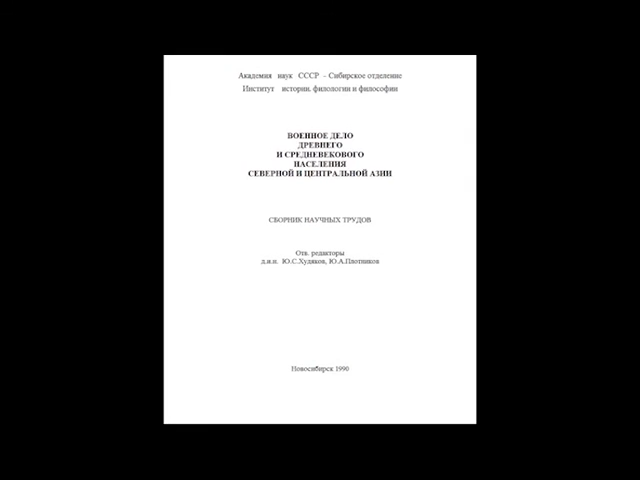 Академия наук СССР – Сибирское отделение
Институт истории, филологии и философии
ВОЕННОЕ ДЕЛО
ДРЕВНЕГО
И СРЕДНЕВЕКОВОГО
НАСЕЛЕНИЯ
СЕВЕРНОЙ И ЦЕНТРАЛЬНОЙ АЗИИ
СБОРНИК НАУЧНЫХ ТРУДОВ
Отв. редакторы
д.и.н. Ю.С.Худяков, Ю.А.Плотников
Новосибирск 1990